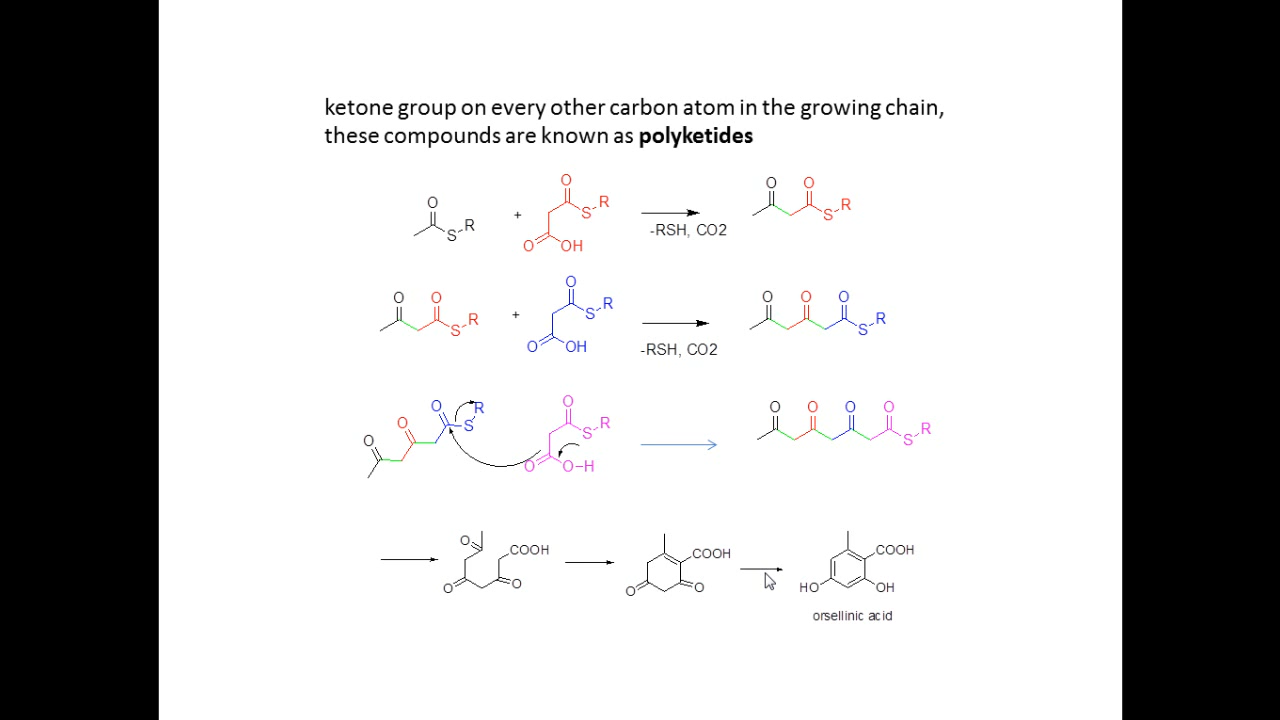 ketone group on every other carbon atom in the growing chain,
these compounds are known as polyketides
O O O O O
S-R + S-R S-R
O OH
-RSH, CO2
O O O O O O
S-R + S-R S-R
O OH
-RSH, CO2
O O O O O O O O
S R S-R S-R
O O-H
O COOH COOH COOH
O O O O HO OH
orsellinic acid